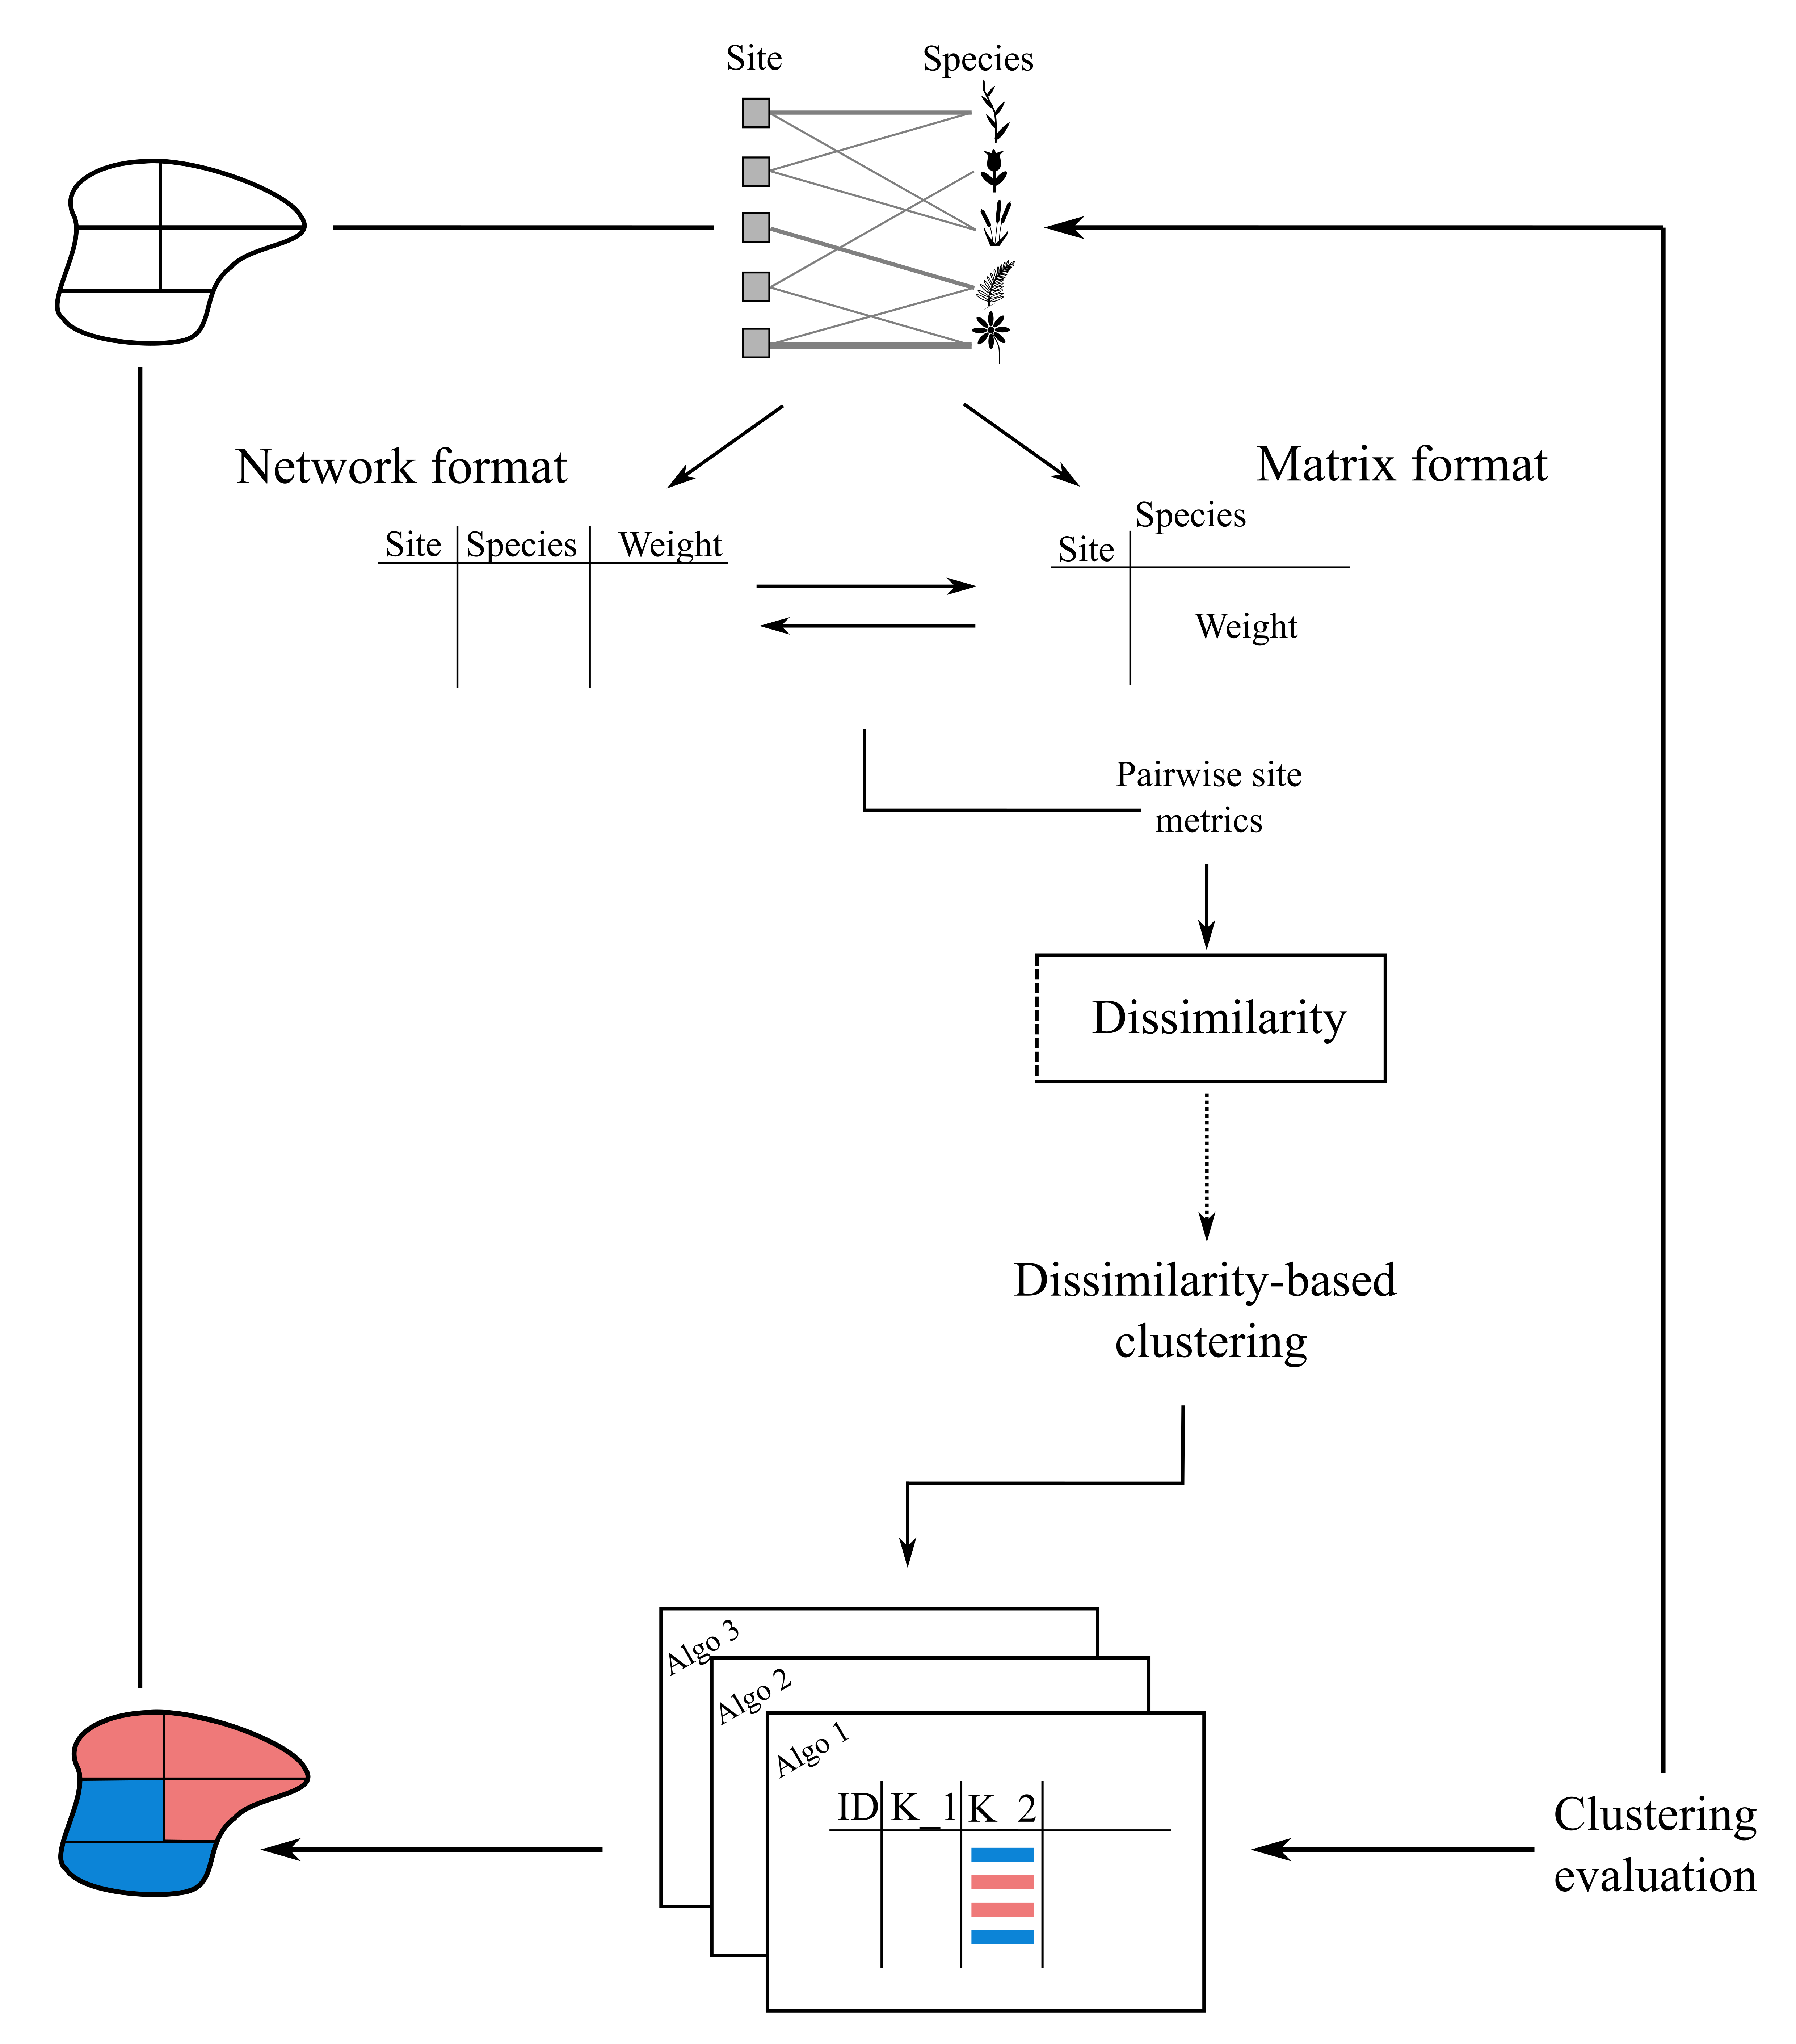 Site
Species
Network format
Matrix format
Site Species Weight
Species
Site
Weight
Pairwise site
metrics
Dissimilarity
Dissimilarity-based
clustering
Algo 3
Algo 2
Algo 1
ID K_1 K_2
Clustering
evaluation